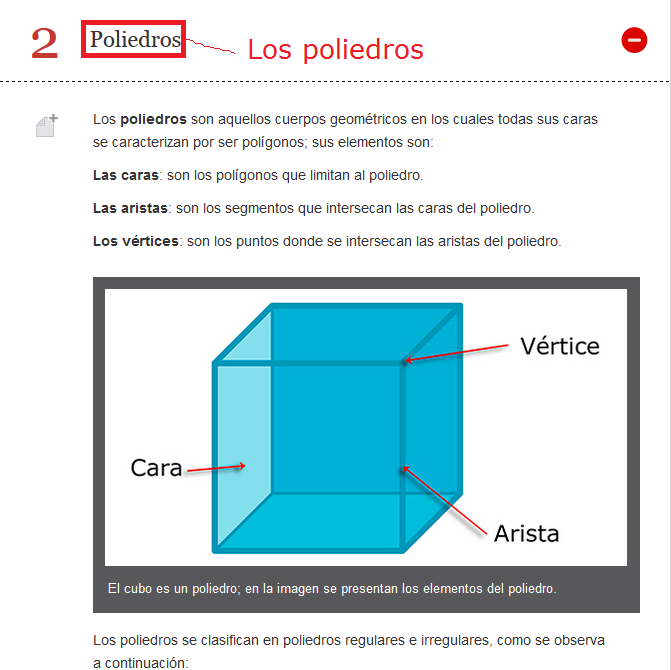 2 Poliedros Los poliedros
Los poliedros son aquellos cuerpos geométricos en los cuales todas sus caras
se caracterizan por ser polígonos; sus elementos son:
Las caras: son los polígonos que limitan al poliedro.
Las aristas: son los segmentos que intersecan las caras del poliedro.
Los vértices: son los puntos donde se intersecan las aristas del poliedro.
Vértice
Cara
Arista
El cubo es un poliedro; en la imagen se presentan los elementos del poliedro.
Los poliedros se clasifican en poliedros regulares e irregulares, como se observa
a continuación: